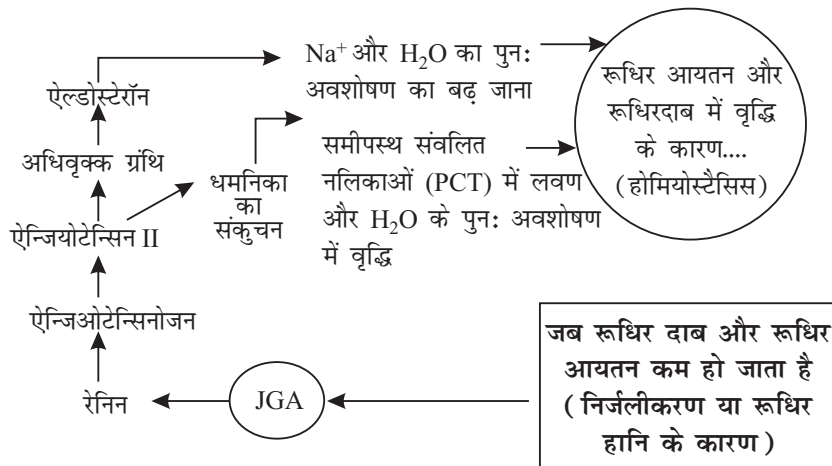 Na⁺ और H₂O का पुन:
अवशोषण का बढ़ जाना
रूधिर आयतन और
रूधिरदाब में वृद्धि
के कारण....
(होमियोस्टैसिस)
ऐल्डोस्टेरॉन
अधिवृक्क ग्रंथि
धमनिका
का
संकुचन
समीपस्थ संवलित
नलिकाओं (PCT) में लवण
और H₂O के पुन: अवशोषण
में वृद्धि
ऐन्जियोटेन्सिन II
ऐन्जिओटेन्सिनोजन
रेनिन
JGA
जब रूधिर दाब और रूधिर
आयतन कम हो जाता है
(निर्जलीकरण या रूधिर
हानि के कारण)